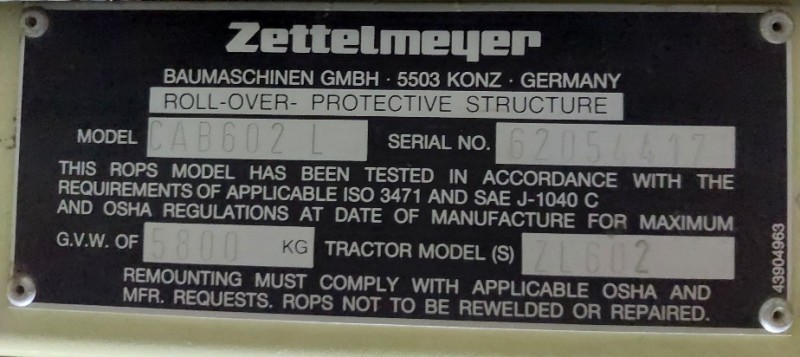 Zettelmeyer
BAUMASCHINEN GMBH · 5503 KONZ · GERMANY
ROLL-OVER- PROTECTIVE STRUCTURE
MODEL CAB602 L SERIAL NO. 62054417
THIS ROPS MODEL HAS BEEN TESTED IN ACCORDANCE WITH THE
REQUIREMENTS OF APPLICABLE ISO 3471 AND SAE J-1040 C
AND OSHA REGULATIONS AT DATE OF MANUFACTURE FOR MAXIMUM
G.V.W. OF 5800 KG TRACTOR MODEL (S) ZL602
REMOUNTING MUST COMPLY WITH APPLICABLE OSHA AND
MFR. REQUESTS. ROPS NOT TO BE REWELDED OR REPAIRED.
43904963